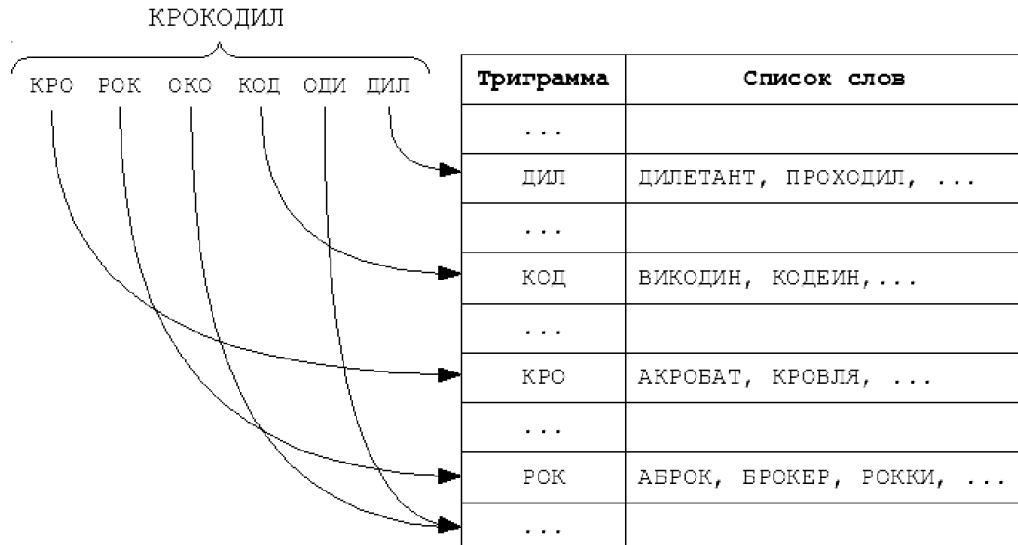 КРОКОДИЛ
КРО РОК ОКО КОД ОДИ ДИЛ
Триграмма Список слов
...
ДИЛ ДИЛЕТАНТ, ПРОХОДИЛ, ...
...
КОД ВИКОДИН, КОДЕИН,...
...
КРО АКРОБАТ, КРОВЛЯ, ...
...
РОК АБРОК, БРОКЕР, РОККИ, ...
...